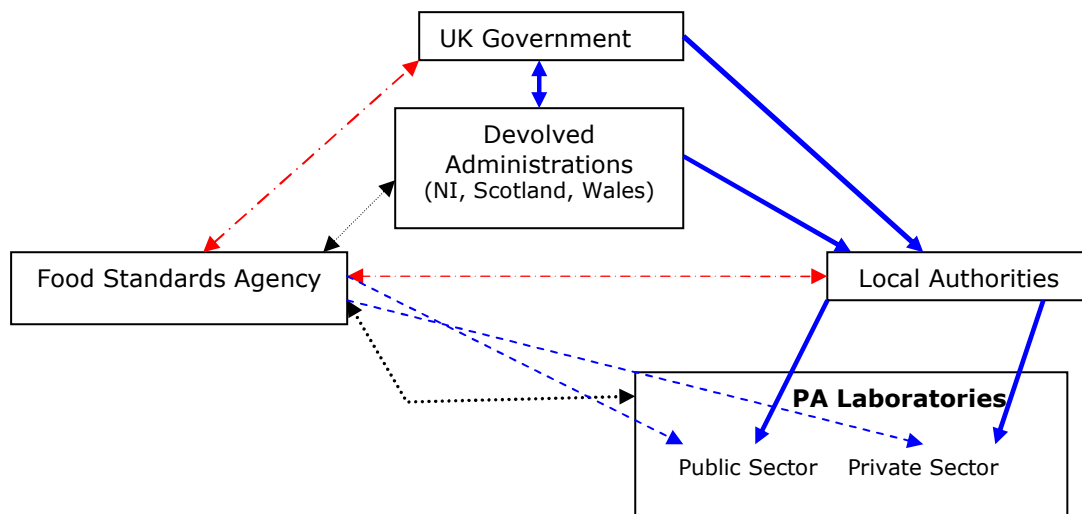 UK Government
Devolved
Administrations
(NI, Scotland, Wales)
Food Standards Agency
Local Authorities
PA Laboratories
Public Sector
Private Sector